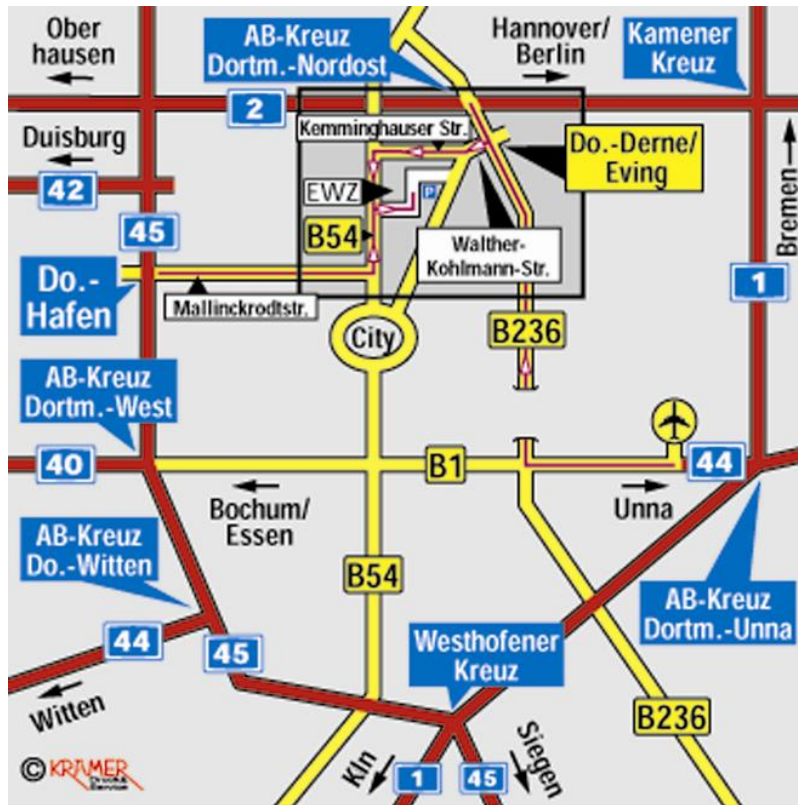 Ober
hausen
AB-Kreuz
Dortm.-Nordost
Hannover/
Berlin
Kamener
Kreuz
2
Kemminghauser Str.
Duisburg
42
45
EWZ
P
B54
Do.-Derne/
Eving
Bremen
Walther-
Kohlmann-Str.
1
Do.-
Hafen
Mallinckrodtstr.
City
B236
AB-Kreuz
Dortm.-West
40
B1
44
Bochum/
Essen
Unna
AB-Kreuz
Do.-Witten
B54
AB-Kreuz
Dortm.-Unna
44
45
Westhofener
Kreuz
Witten
B236
Kln
1
45
Siegen
© KRÄMER
Druck &
Service